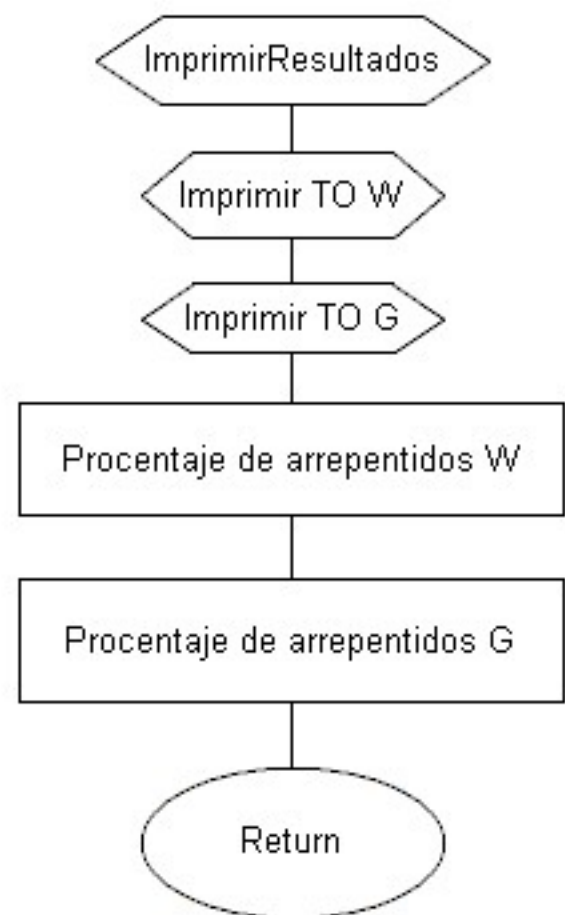 ImprimirResultados
Imprimir TO W
Imprimir TO G
Procentaje de arrepentidos W
Procentaje de arrepentidos G
Return